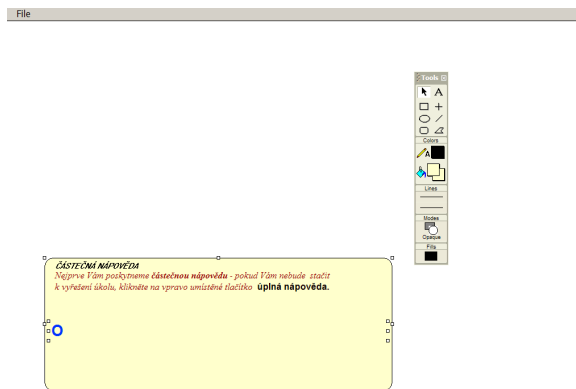 File
Tools
A
Colors
A
Lines
Modes
Opaque
Fills
ČÁSTEČNÁ NÁPOVĚDA
Nejprve Vám poskytneme částečnou nápovědu - pokud Vám nebude stačit
k vyřešení úkolu, klikněte na vpravo umístěné tlačítko úplná nápověda.
O